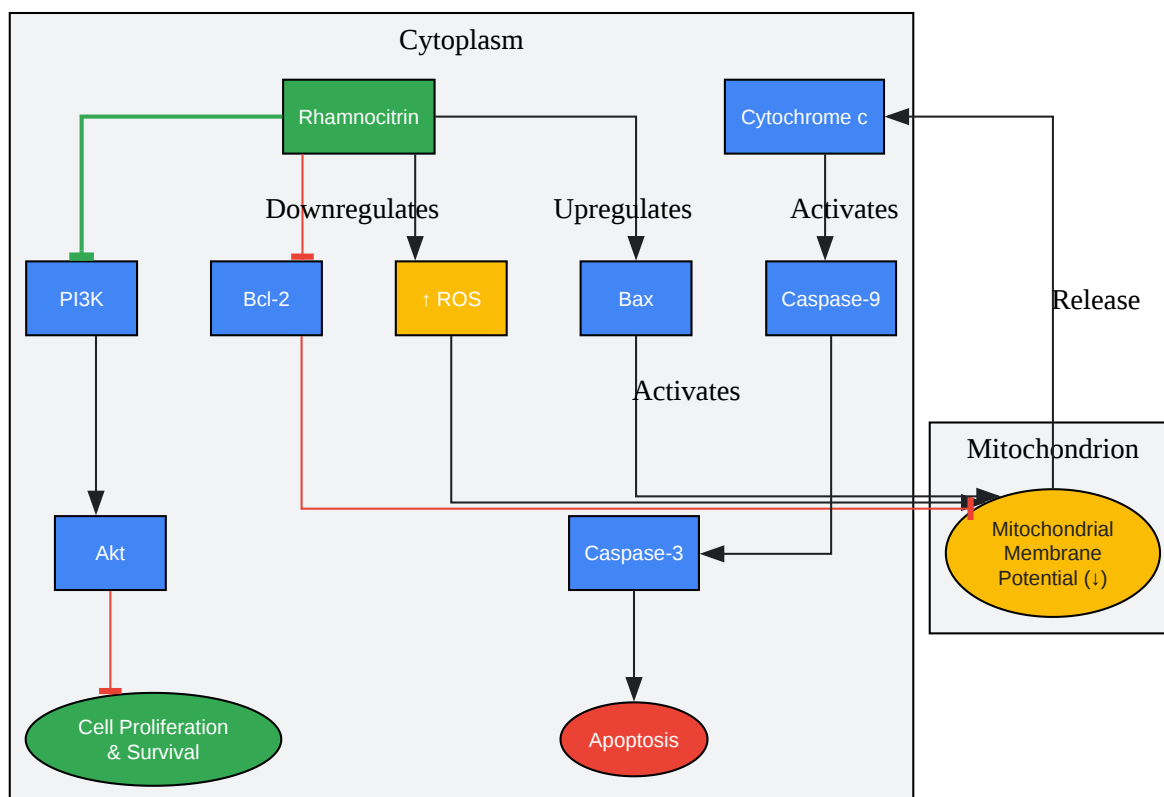 Cytoplasm
Rhamnocitrin
Cytochrome c
Downregulates
Upregulates
Activates
PI3K
Bcl-2
↑ ROS
Bax
Caspase-9
Release
Activates
Mitochondrion
Akt
Caspase-3
Mitochondrial
Membrane
Potential (↓)
Cell Proliferation
& Survival
Apoptosis